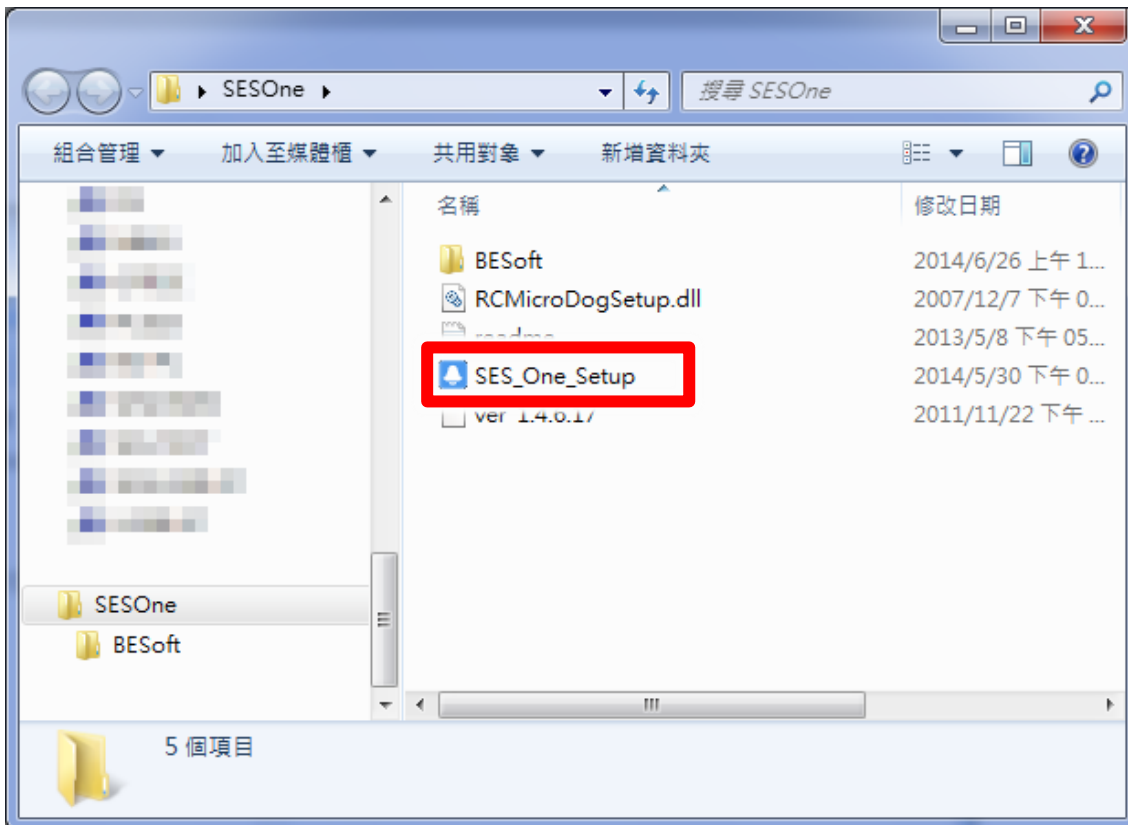 SESOne
搜尋 SESOne
組合管理 加入至媒體櫃 共用對象 新增資料夾
名稱 修改日期
BESoft 2014/6/26 上午 1...
RCMicroDogSetup.dll 2007/12/7 下午 0...
readme 2013/5/8 下午 05...
SES_One_Setup 2014/5/30 下午 0...
ver 1.4.6.17 2011/11/22 下午 ...
SESOne
BESoft
5 個項目